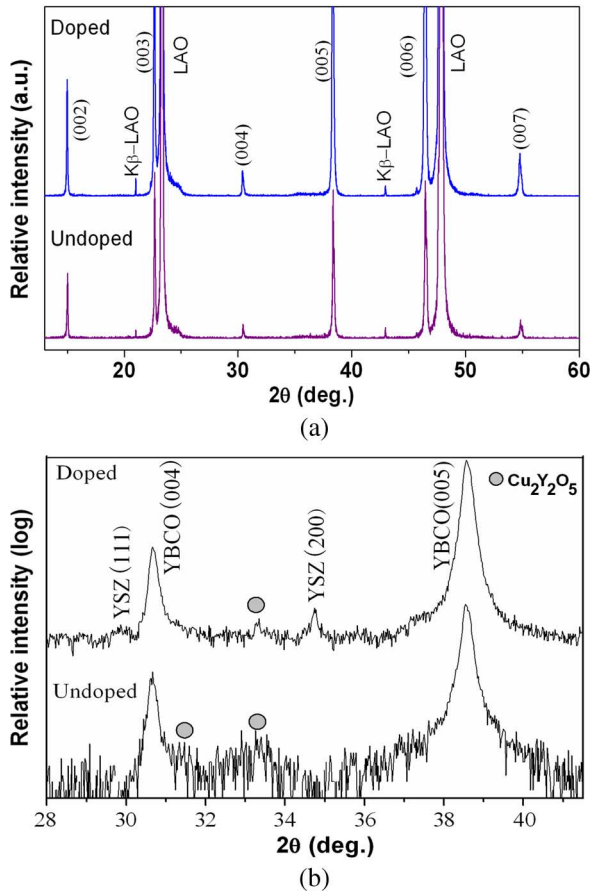 Relative intensity (a.u.)
Doped
(002)
Kβ−LAO
(003)
LAO
(004)
(005)
Kβ−LAO
(006)
LAO
(007)
Undoped
20 30 40 50 60
2θ (deg.)
(a)
Relative intensity (log)
Doped
YSZ (111)
YBCO (004)
YSZ (200)
YBCO(005)
Cu2Y2O5
Undoped
28 30 32 34 36 38 40
2θ (deg.)
(b)